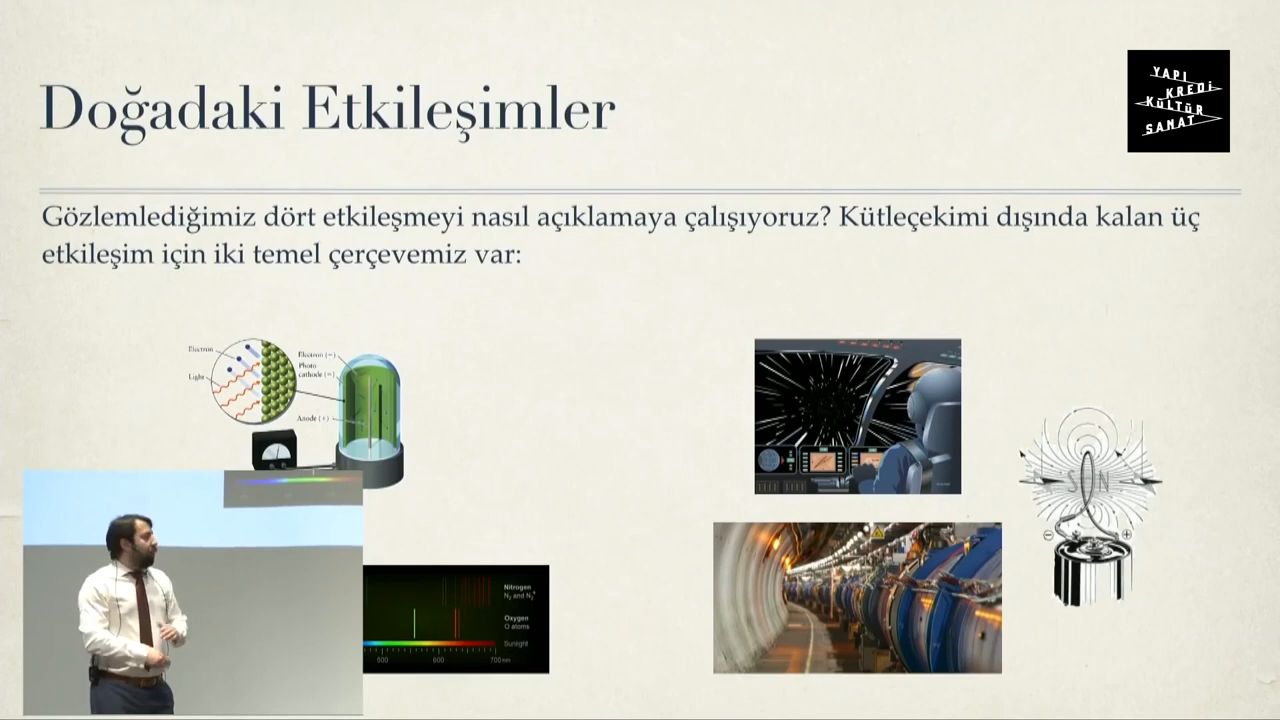 Doğadaki Etkileşimler
YAPI
KREDİ
KÜLTÜR
SANAT
Gözlemlediğimiz dört etkileşmeyi nasıl açıklamaya çalışıyoruz? Kütleçekimi dışında kalan üç
etkileşim için iki temel çerçevemiz var:
Electron
Light
Electron (−)
Photo
cathode (−)
Anode (+)
S N
− +
Nitrogen
N₂ and N₂⁺
Oxygen
O atoms
Sunlight
500 600 700 nm